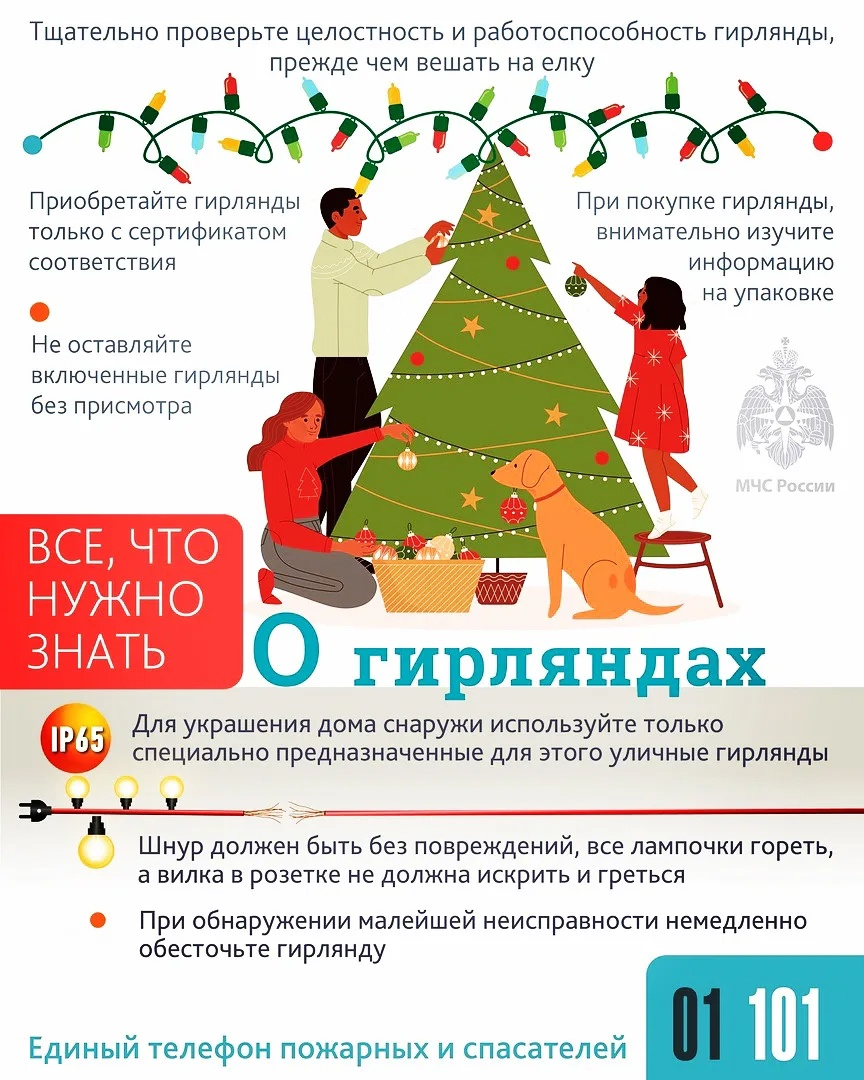 Тщательно проверьте целостность и работоспособность гирлянды,
прежде чем вешать на елку
Приобретайте гирлянды
только с сертификатом
соответствия
При покупке гирлянды,
внимательно изучите
информацию
на упаковке
Не оставляйте
включенные гирлянды
без присмотра
МЧС России
ВСЕ, ЧТО
НУЖНО
ЗНАТЬ
О гирляндах
IP65
Для украшения дома снаружи используйте только
специально предназначенные для этого уличные гирлянды
Шнур должен быть без повреждений, все лампочки гореть,
а вилка в розетке не должна искрить и греться
При обнаружении малейшей неисправности немедленно
обесточьте гирлянду
Единый телефон пожарных и спасателей
01 101